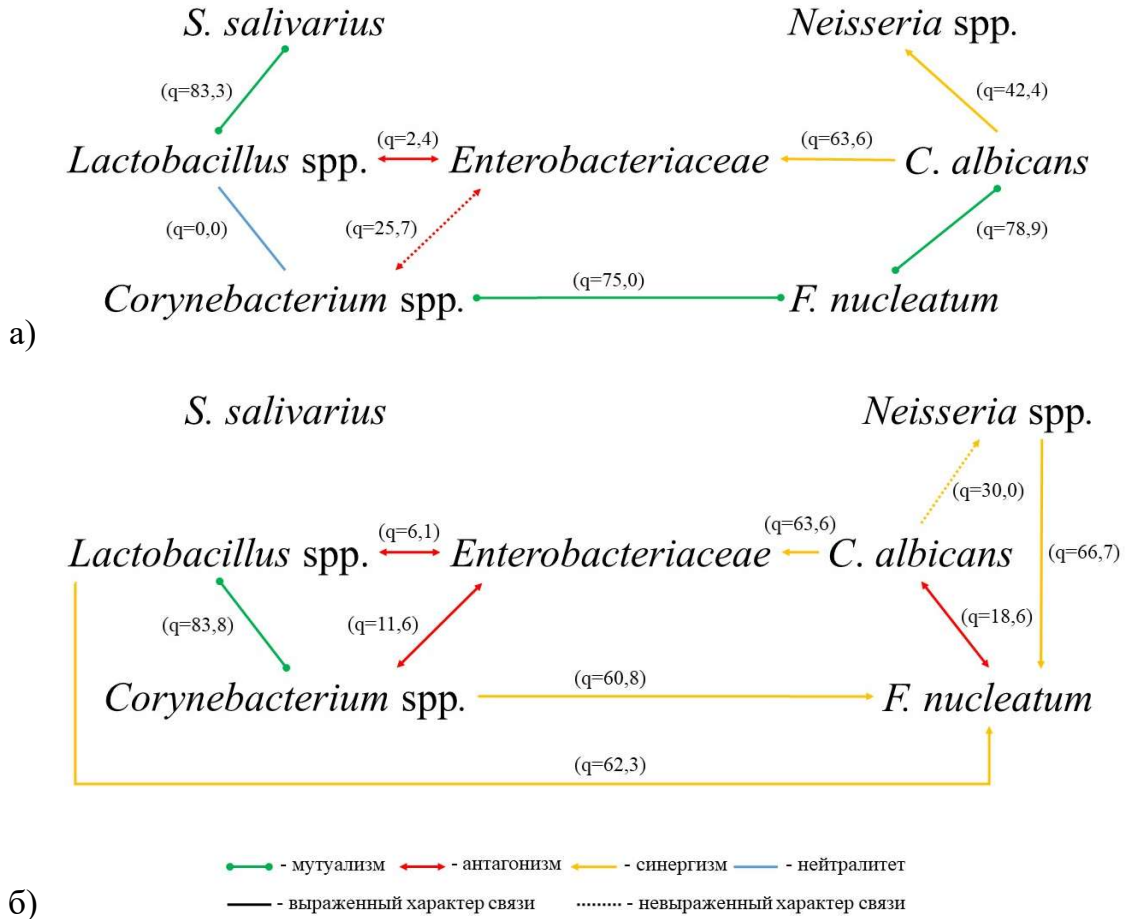 S. salivarius
Neisseria spp.
(q=83,3)
(q=42,4)
(q=2,4)
(q=63,6)
Lactobacillus spp.
Enterobacteriaceae
C. albicans
(q=0,0)
(q=25,7)
(q=78,9)
(q=75,0)
Corynebacterium spp.
F. nucleatum
а)
S. salivarius
Neisseria spp.
(q=30,0)
(q=6,1)
(q=63,6)
Lactobacillus spp.
Enterobacteriaceae
C. albicans
(q=66,7)
(q=83,8)
(q=11,6)
(q=18,6)
(q=60,8)
Corynebacterium spp.
F. nucleatum
(q=62,3)
- мутуализм - антагонизм - синергизм - нейтралитет
- выраженный характер связи - невыраженный характер связи
б)